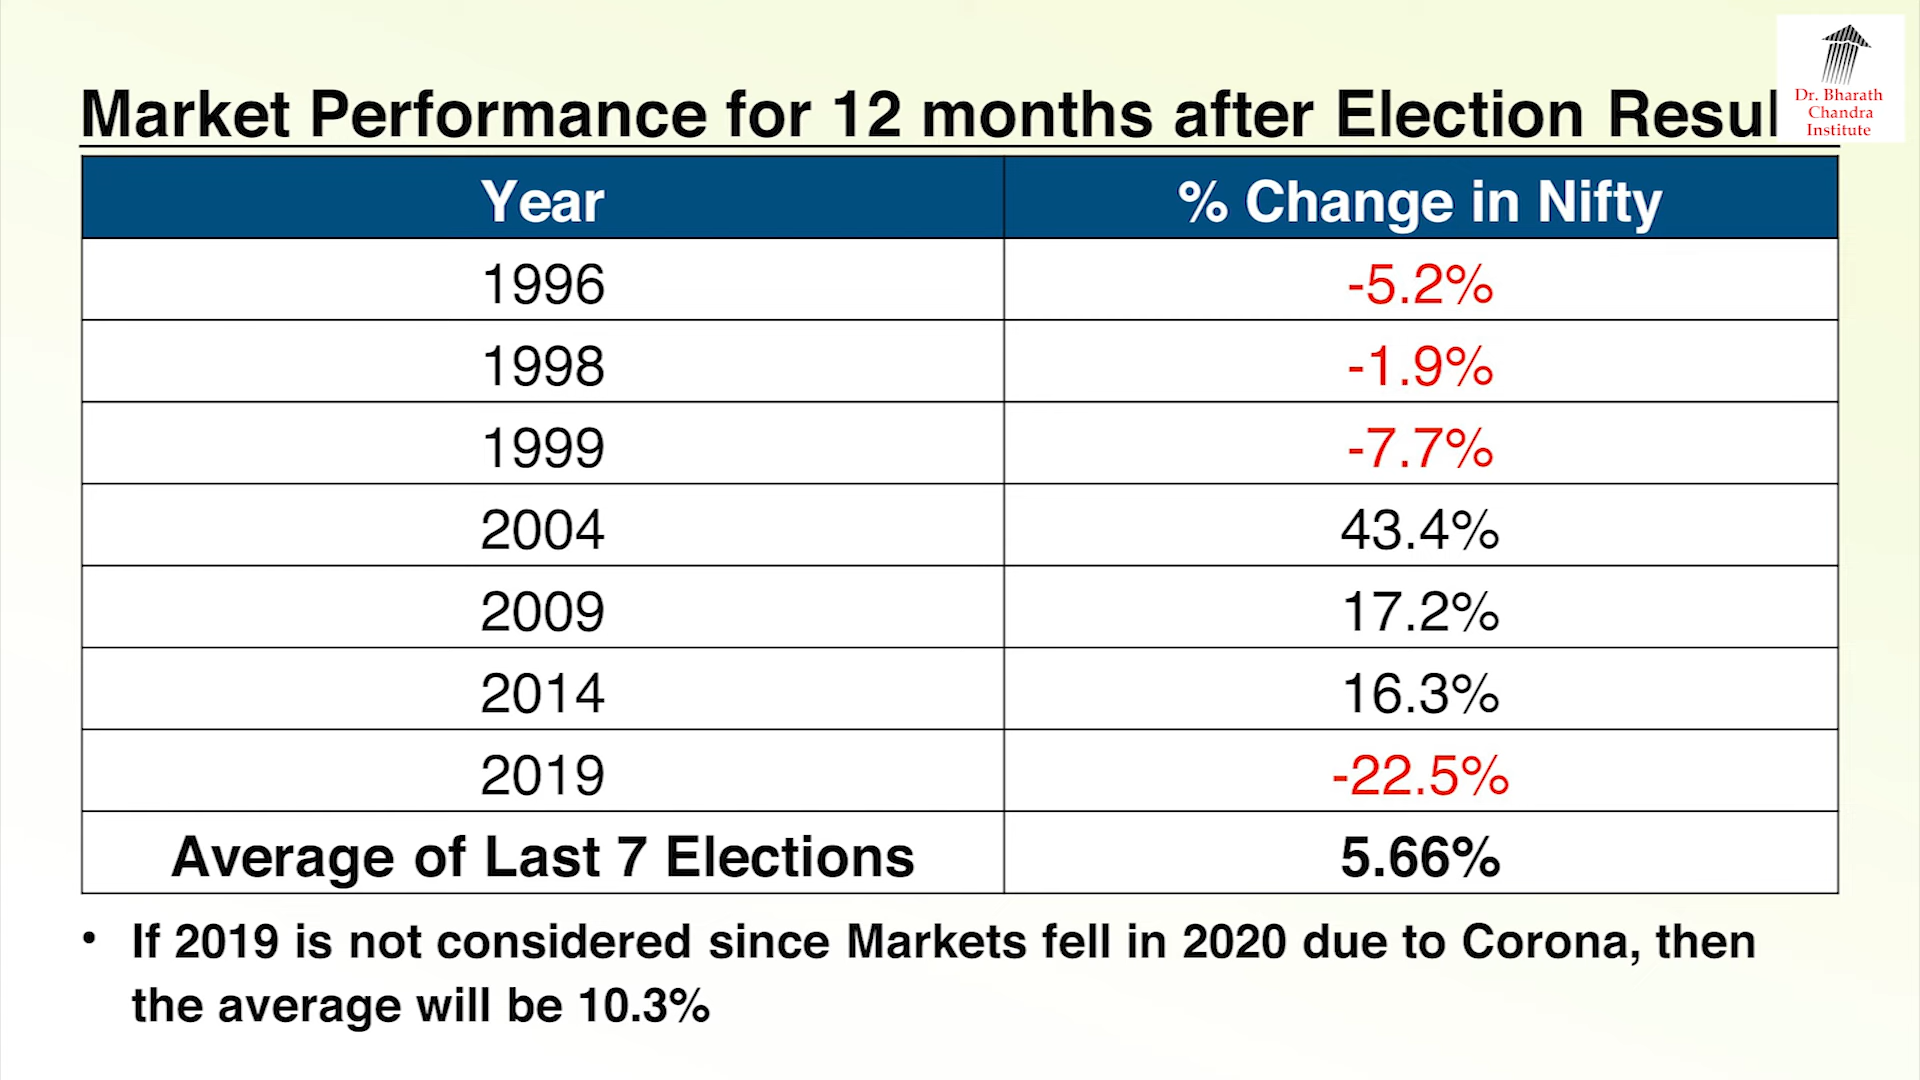 Dr. Bharath
Chandra
Institute
Market Performance for 12 months after Election Resul
Year % Change in Nifty
1996 -5.2%
1998 -1.9%
1999 -7.7%
2004 43.4%
2009 17.2%
2014 16.3%
2019 -22.5%
Average of Last 7 Elections 5.66%
• If 2019 is not considered since Markets fell in 2020 due to Corona, then
the average will be 10.3%